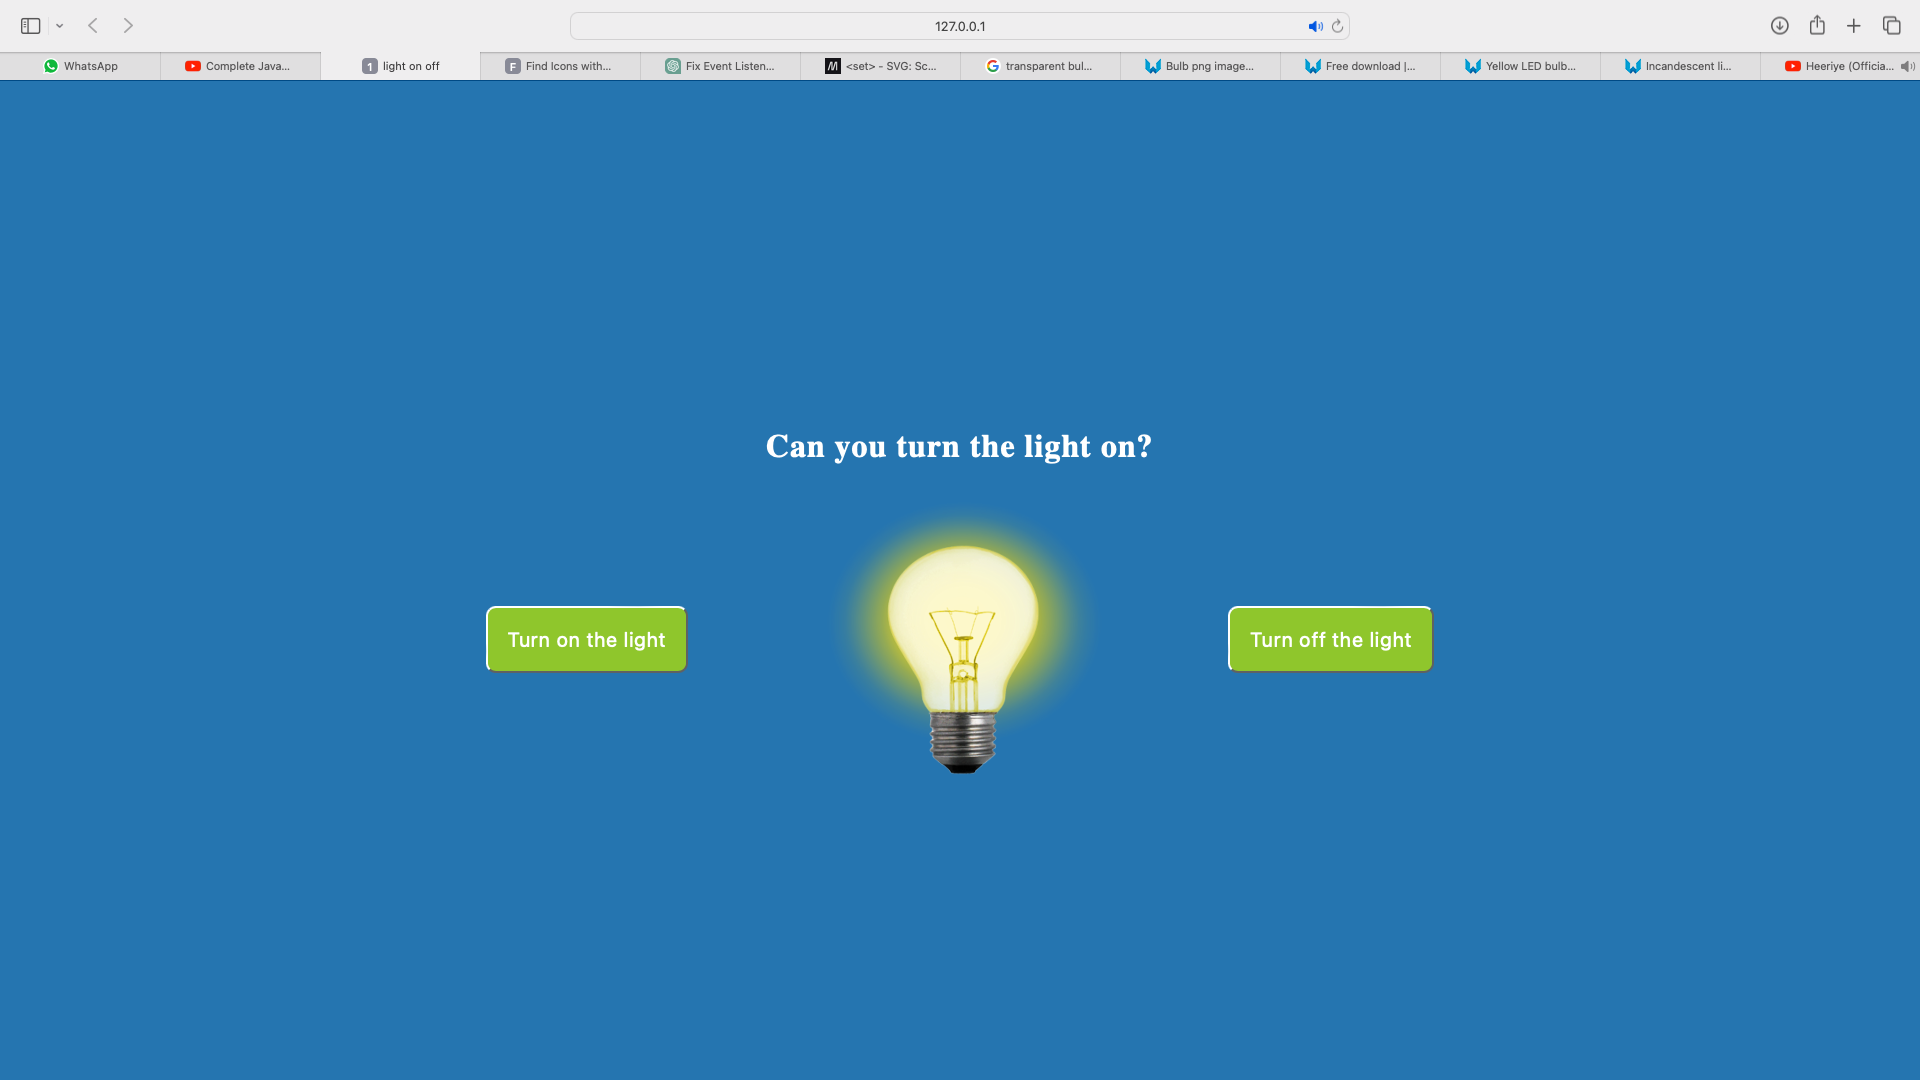 127.0.0.1
WhatsApp
Complete Java...
1 light on off
F Find Icons with...
Fix Event Listen...
M <set> - SVG: Sc...
G transparent bul...
Bulb png image...
Free download |...
Yellow LED bulb...
Incandescent li...
Heeriye (Officia...
Can you turn the light on?
Turn on the light
Turn off the light